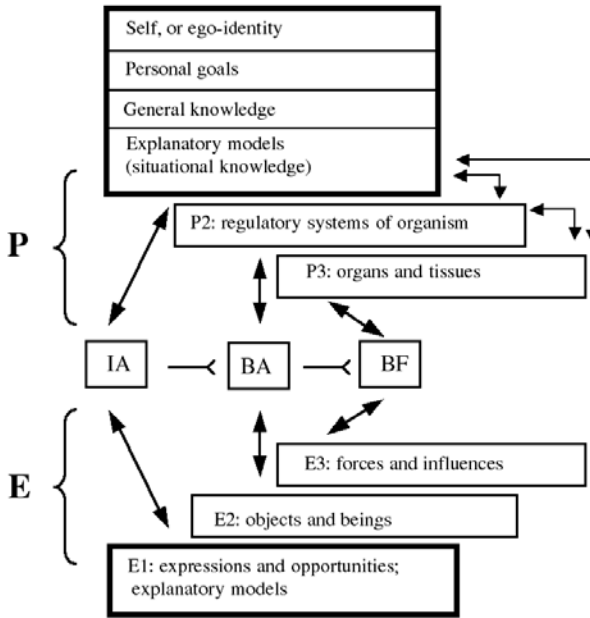 Self, or ego-identity
Personal goals
General knowledge
Explanatory models
(situational knowledge)
P
P2: regulatory systems of organism
P3: organs and tissues
IA
BA
BF
E
E3: forces and influences
E2: objects and beings
E1: expressions and opportunities;
explanatory models